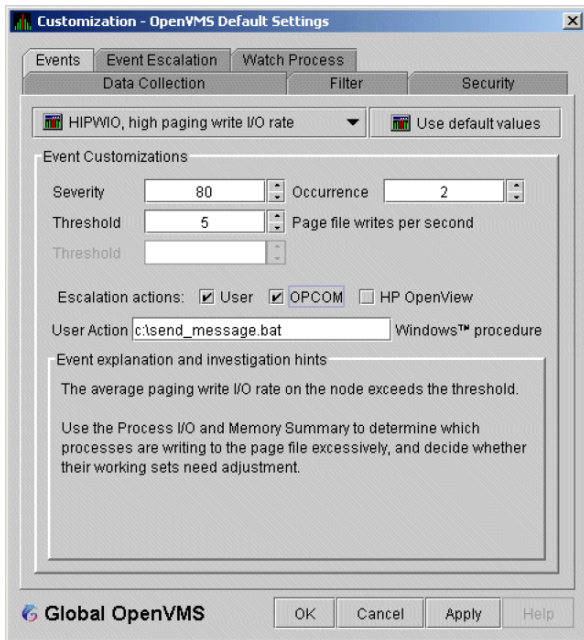 Customization - OpenVMS Default Settings
Events Event Escalation Watch Process
Data Collection Filter Security
HIPWIO, high paging write I/O rate Use default values
Event Customizations
Severity 80 Occurrence 2
Threshold 5 Page file writes per second
Threshold
Escalation actions: User OPCOM HP OpenView
User Action c:\send_message.bat Windows™ procedure
Event explanation and investigation hints
The average paging write I/O rate on the node exceeds the threshold.
Use the Process I/O and Memory Summary to determine which
processes are writing to the page file excessively, and decide whether
their working sets need adjustment.
Global OpenVMS OK Cancel Apply Help